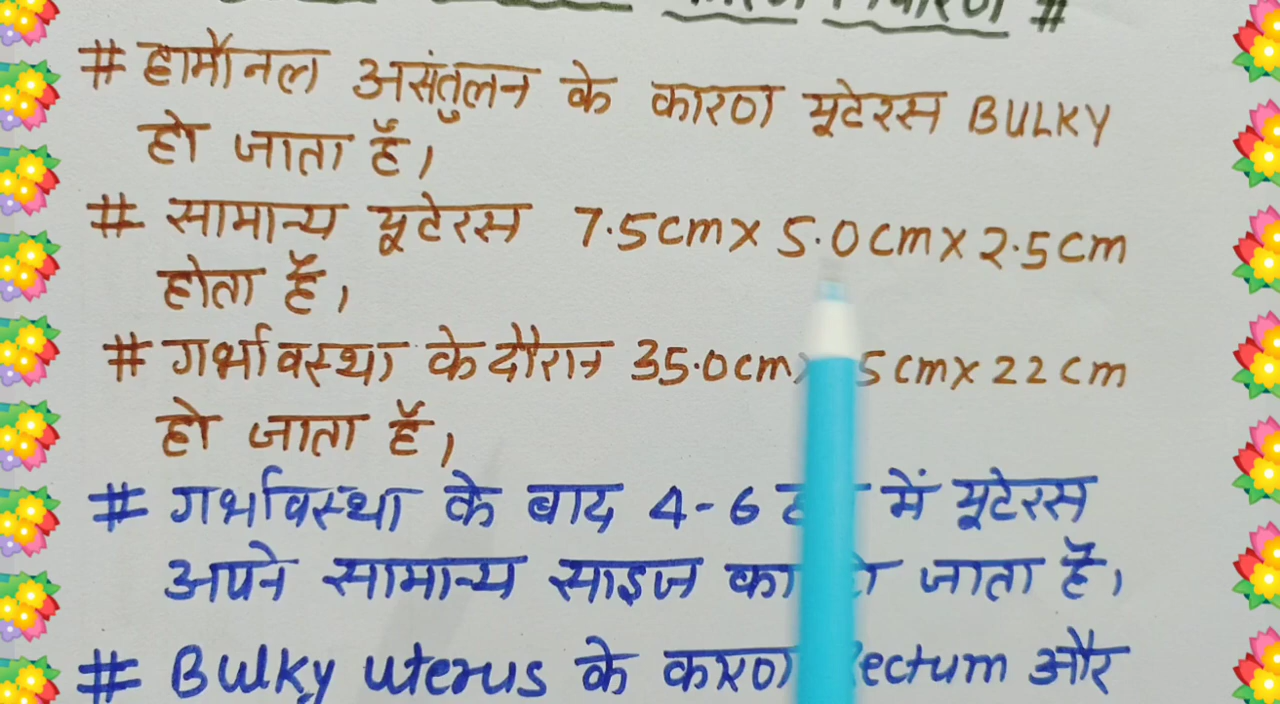 #
# हार्मोनल असंतुलन के कारण यूटेरस BULKY
हो जाता है।
# सामान्य यूटेरस 7.5cm x 5.0cm x 2.5cm
होता है।
# गर्भावस्था के दौरान 35.0cm x 5cm x 22cm
हो जाता है।
# गर्भावस्था के बाद 4-6 में यूटेरस
अपने सामान्य साइज का जाता है।
# Bulky uterus के कारण ectum और